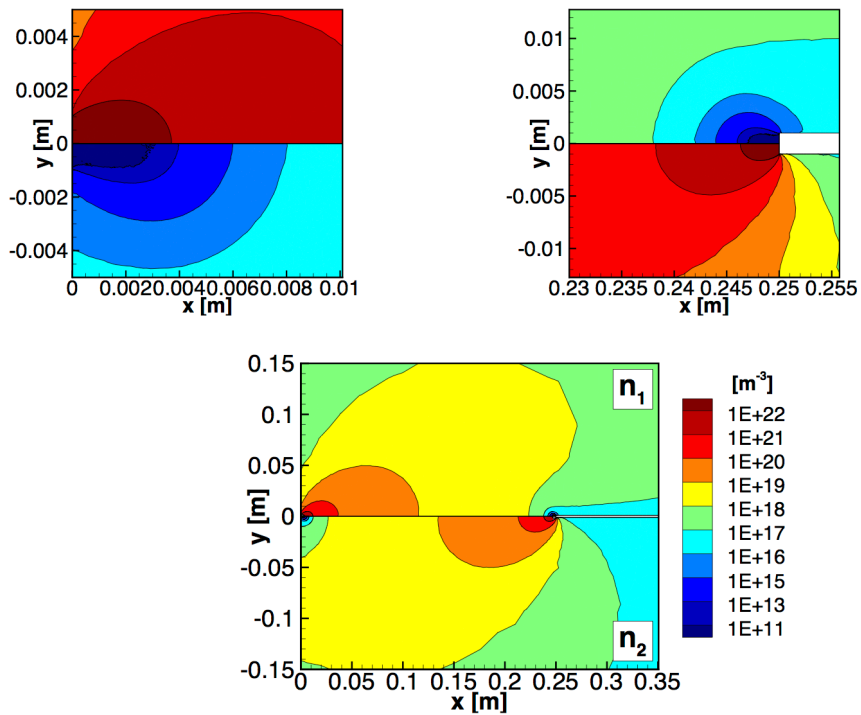 0.004
0.002
0
-0.002
-0.004
y [m]
0 0.002 0.004 0.006 0.008 0.01
x [m]
0.01
0.005
0
-0.005
-0.01
y [m]
0.23 0.235 0.24 0.245 0.25 0.255
x [m]
0.15
0.1
0.05
0
-0.05
-0.1
-0.15
y [m]
n1
n2
0 0.05 0.1 0.15 0.2 0.25 0.3 0.35
x [m]
[m-3]
1E+22
1E+21
1E+20
1E+19
1E+18
1E+17
1E+16
1E+15
1E+13
1E+11